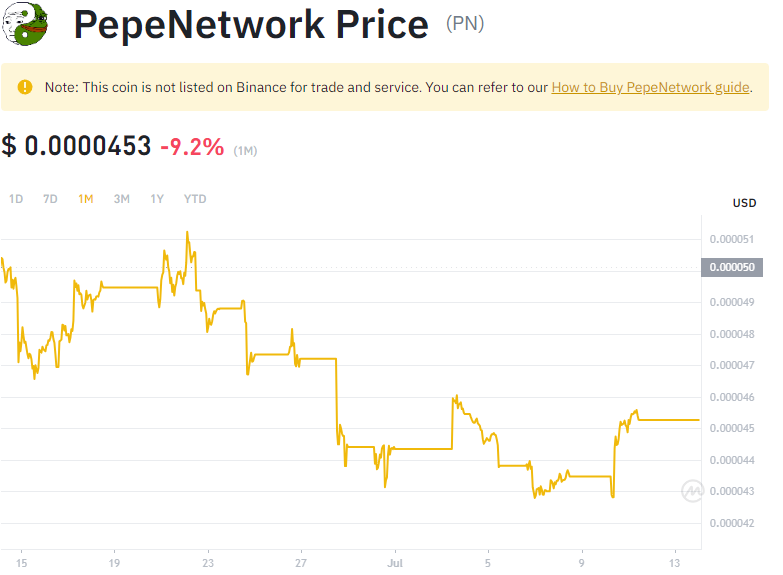 PepeNetwork Price (PN)
Note: This coin is not listed on Binance for trade and service. You can refer to our How to Buy PepeNetwork guide.
$ 0.0000453 -9.2% (1M)
1D 7D 1M 3M 1Y YTD
USD
0.000051
0.000050
0.000049
0.000048
0.000047
0.000046
0.000045
0.000044
0.000043
0.000042
15 19 23 27 Jul 5 9 13